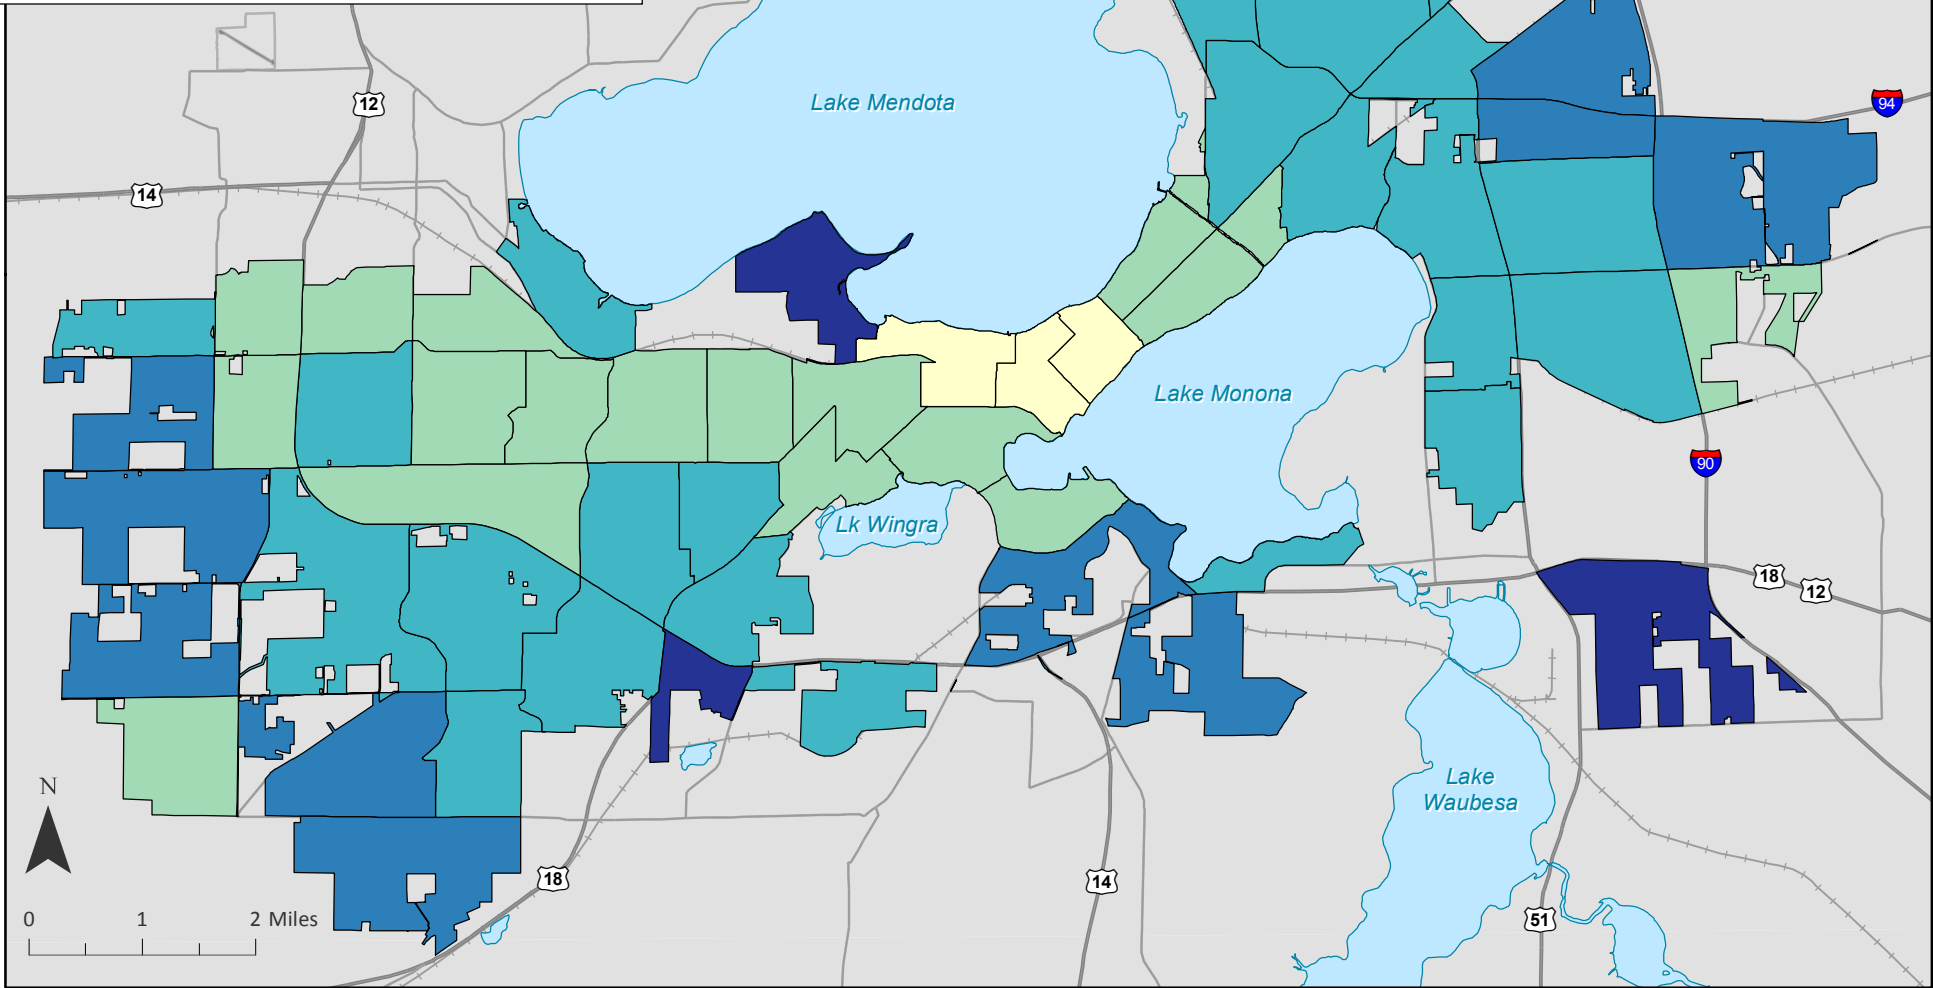 Lake Mendota
12
94
14
Lake Monona
90
Lk Wingra
18
12
Lake
Waubesa
N
18
14
51
0 1 2 Miles